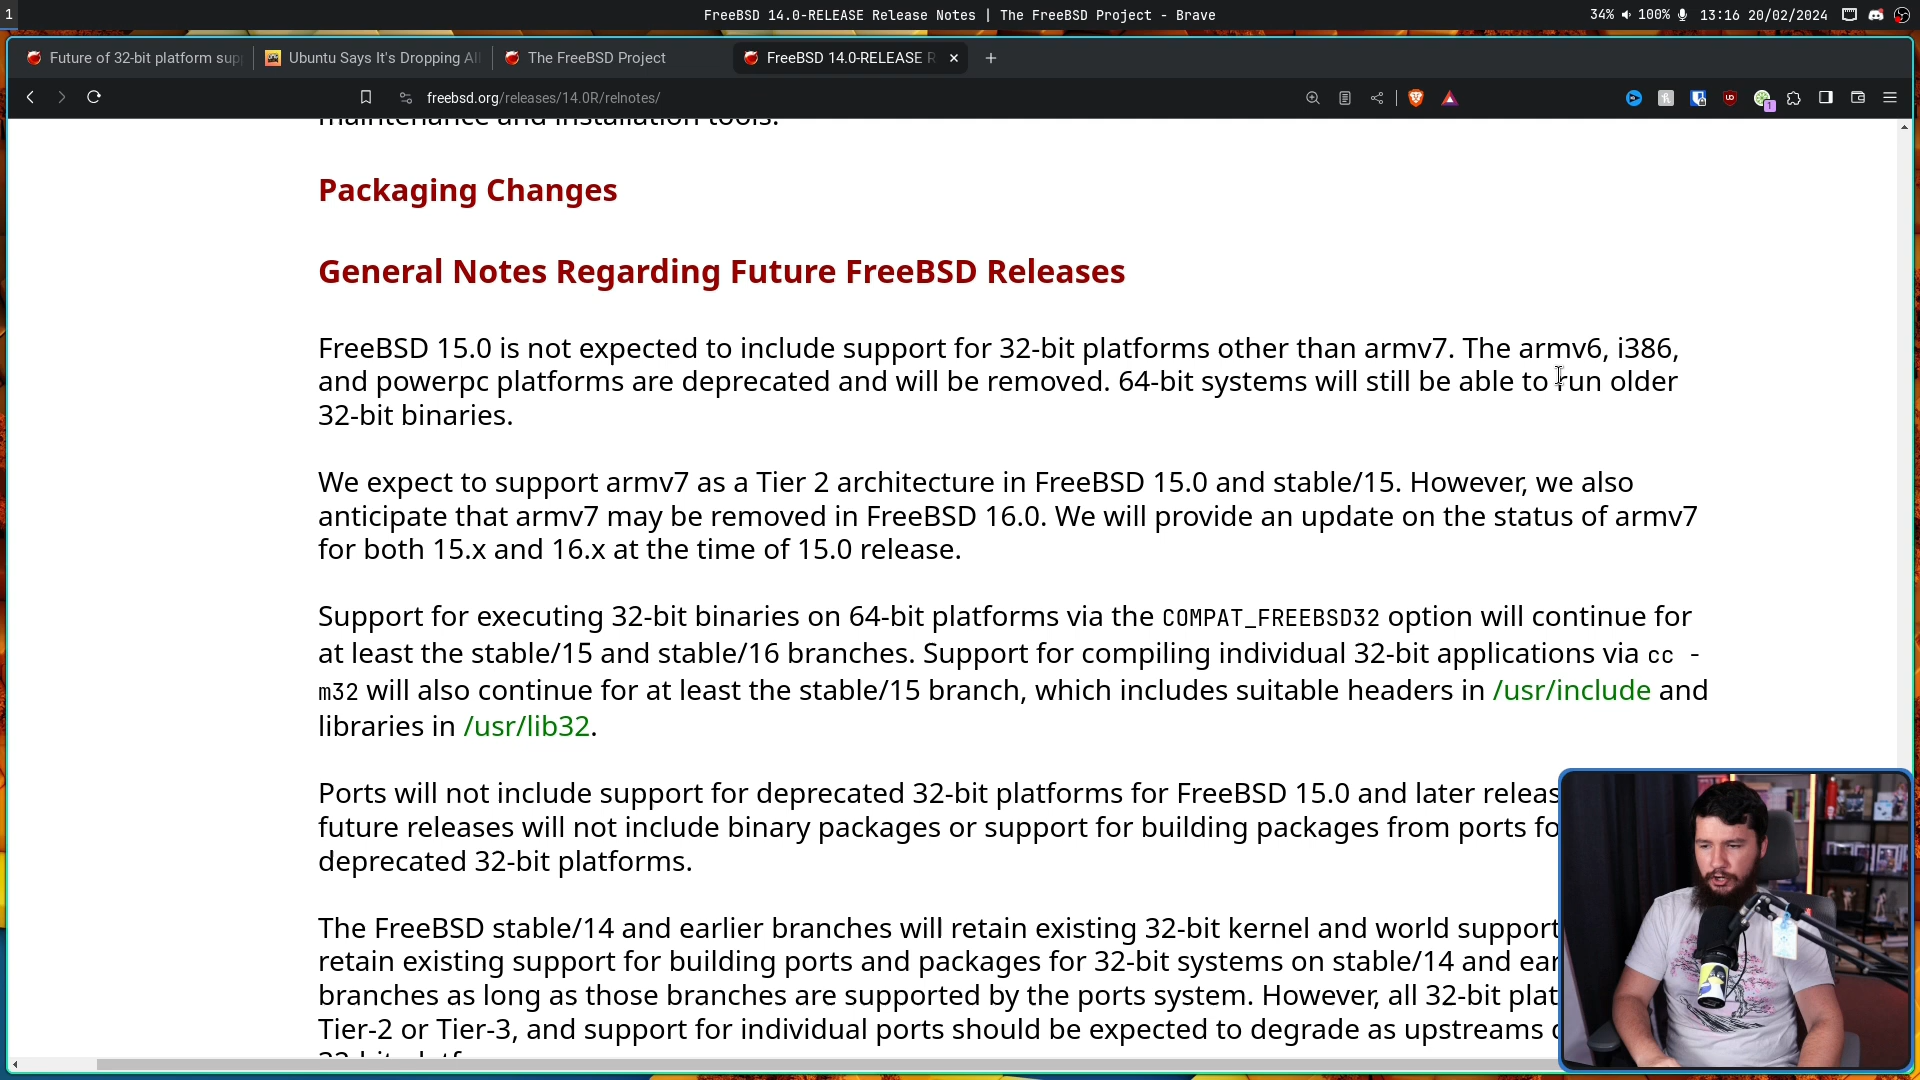 1
FreeBSD 14.0-RELEASE Release Notes | The FreeBSD Project - Brave
34% 100% 13:16 20/02/2024
Future of 32-bit platform sup
Ubuntu Says It's Dropping All
The FreeBSD Project
FreeBSD 14.0-RELEASE R
freebsd.org/releases/14.0R/relnotes/
maintenance and installation tools.
Packaging Changes
General Notes Regarding Future FreeBSD Releases
FreeBSD 15.0 is not expected to include support for 32-bit platforms other than armv7. The armv6, i386,
and powerpc platforms are deprecated and will be removed. 64-bit systems will still be able to run older
32-bit binaries.
We expect to support armv7 as a Tier 2 architecture in FreeBSD 15.0 and stable/15. However, we also
anticipate that armv7 may be removed in FreeBSD 16.0. We will provide an update on the status of armv7
for both 15.x and 16.x at the time of 15.0 release.
Support for executing 32-bit binaries on 64-bit platforms via the COMPAT_FREEBSD32 option will continue for
at least the stable/15 and stable/16 branches. Support for compiling individual 32-bit applications via cc -
m32 will also continue for at least the stable/15 branch, which includes suitable headers in /usr/include and
libraries in /usr/lib32.
Ports will not include support for deprecated 32-bit platforms for FreeBSD 15.0 and later releas
future releases will not include binary packages or support for building packages from ports fo
deprecated 32-bit platforms.
The FreeBSD stable/14 and earlier branches will retain existing 32-bit kernel and world support
retain existing support for building ports and packages for 32-bit systems on stable/14 and ear
branches as long as those branches are supported by the ports system. However, all 32-bit plat
Tier-2 or Tier-3, and support for individual ports should be expected to degrade as upstreams